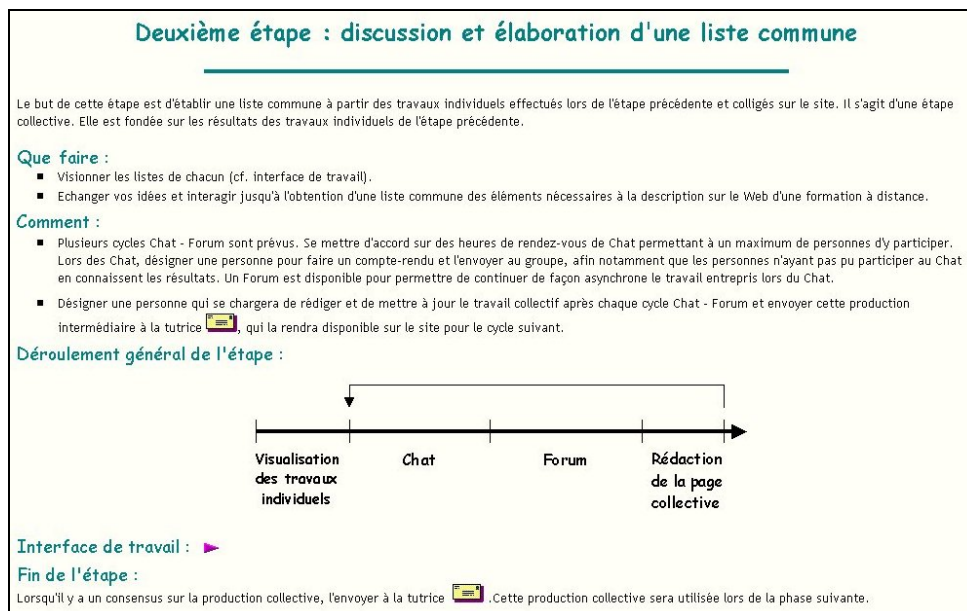 Deuxième étape : discussion et élaboration d'une liste commune
Le but de cette étape est d'établir une liste commune à partir des travaux individuels effectués lors de l'étape précédente et colligés sur le site. Il s'agit d'une étape
collective. Elle est fondée sur les résultats des travaux individuels de l'étape précédente.
Que faire :
Visionner les listes de chacun (cf. interface de travail).
Echanger vos idées et interagir jusqu'à l'obtention d'une liste commune des éléments nécessaires à la description sur le Web d'une formation à distance.
Comment :
Plusieurs cycles Chat - Forum sont prévus. Se mettre d'accord sur des heures de rendez-vous de Chat permettant à un maximum de personnes d'y participer.
Lors des Chat, désigner une personne pour faire un compte-rendu et l'envoyer au groupe, afin notamment que les personnes n'ayant pas pu participer au Chat
en connaissent les résultats. Un Forum est disponible pour permettre de continuer de façon asynchrone le travail entrepris lors du Chat.
Désigner une personne qui se chargera de rédiger et de mettre à jour le travail collectif après chaque cycle Chat - Forum et envoyer cette production
intermédiaire à la tutrice , qui la rendra disponible sur le site pour le cycle suivant.
Déroulement général de l'étape :
Visualisation
des travaux
individuels
Chat
Forum
Rédaction
de la page
collective
Interface de travail :
Fin de l'étape :
Lorsqu'il y a un consensus sur la production collective, l'envoyer à la tutrice .Cette production collective sera utilisée lors de la phase suivante.